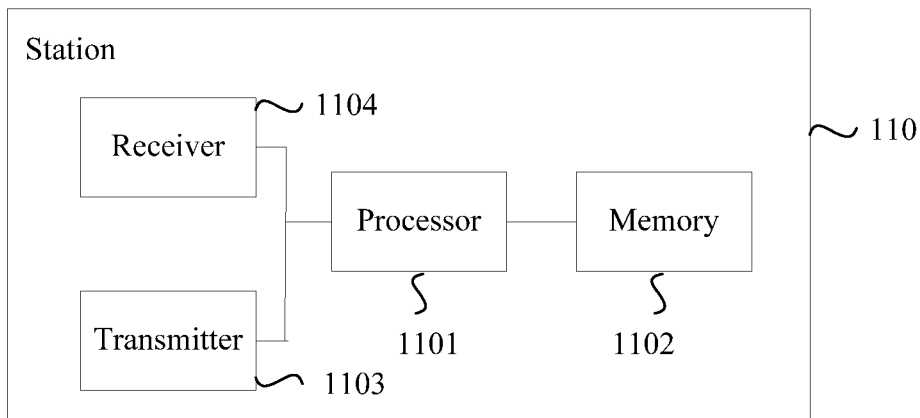 Station
1104
Receiver
110
Processor
Memory
Transmitter
1101
1102
1103